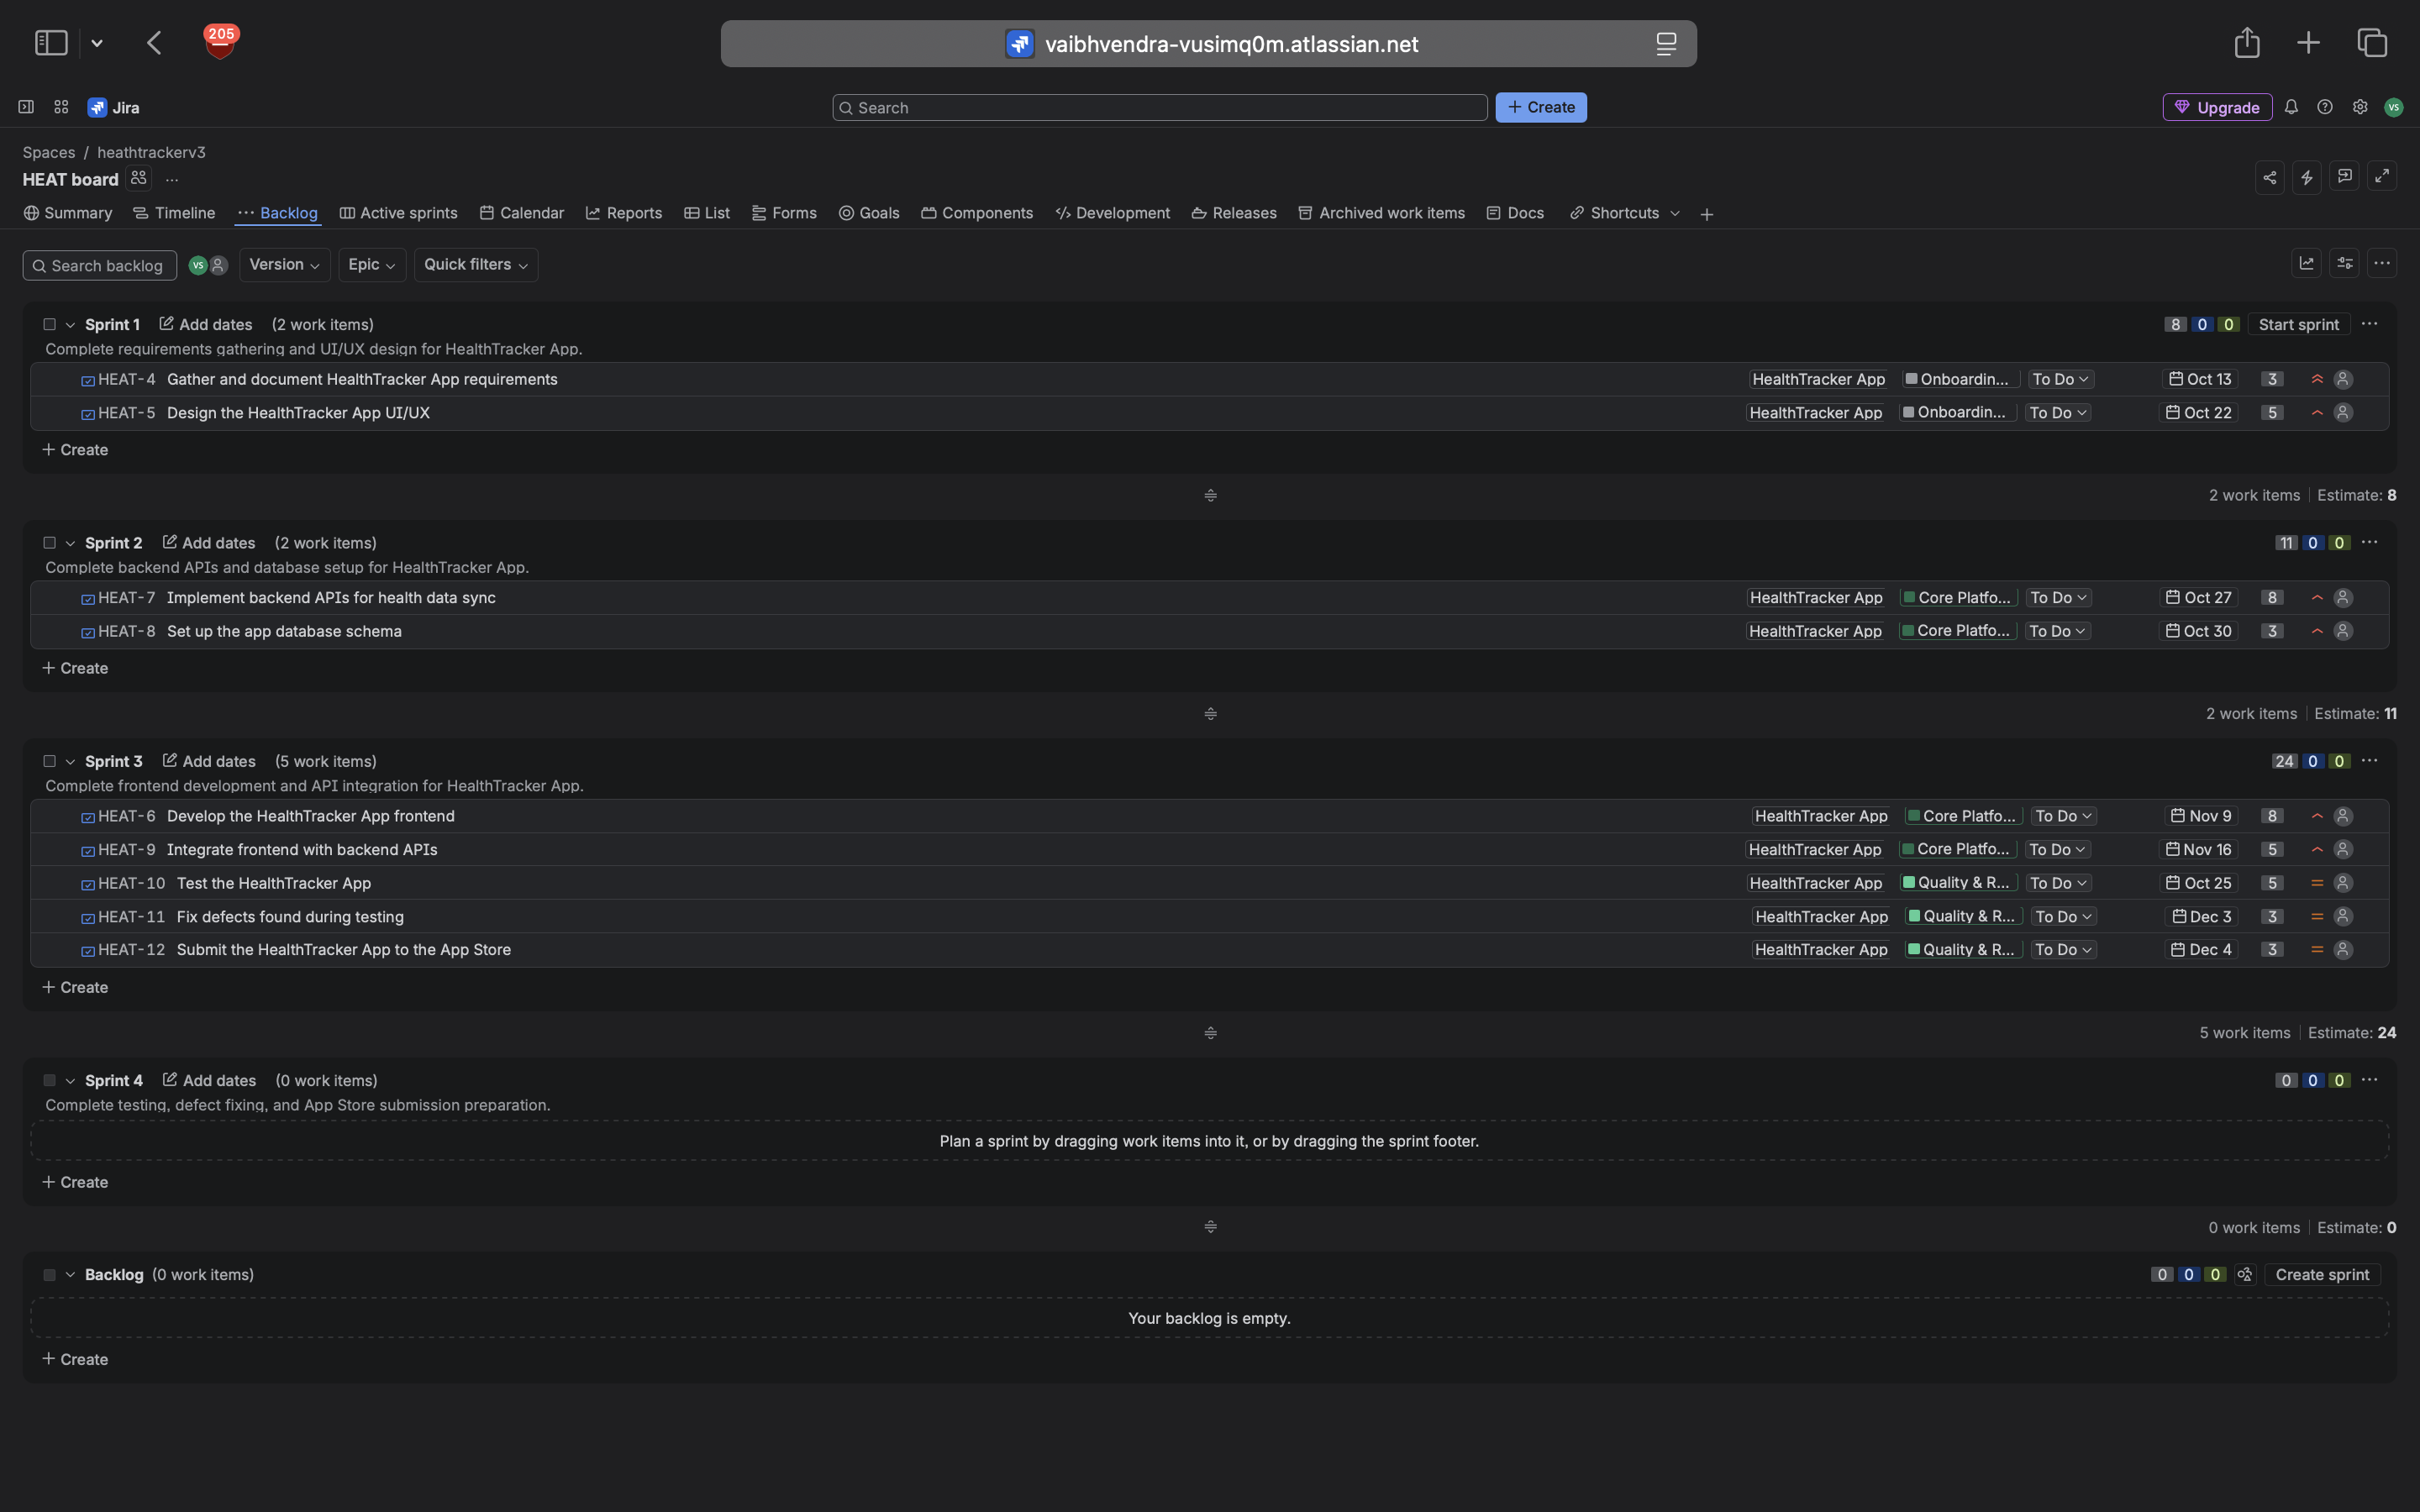 205
vaibhvendra-vusimq0m.atlassian.net
Jira
Search
+ Create
Upgrade
VS
Spaces / heathtrackerv3
HEAT board
Summary Timeline Backlog Active sprints Calendar Reports List Forms Goals Components Development Releases Archived work items Docs Shortcuts
Search backlog VS Version Epic Quick filters
Sprint 1 Add dates (2 work items) 8 0 0 Start sprint
Complete requirements gathering and UI/UX design for HealthTracker App.
HEAT-4 Gather and document HealthTracker App requirements HealthTracker App Onboardin... To Do Oct 13 3
HEAT-5 Design the HealthTracker App UI/UX HealthTracker App Onboardin... To Do Oct 22 5
+ Create
2 work items Estimate: 8
Sprint 2 Add dates (2 work items) 11 0 0
Complete backend APIs and database setup for HealthTracker App.
HEAT-7 Implement backend APIs for health data sync HealthTracker App Core Platfo... To Do Oct 27 8
HEAT-8 Set up the app database schema HealthTracker App Core Platfo... To Do Oct 30 3
+ Create
2 work items Estimate: 11
Sprint 3 Add dates (5 work items) 24 0 0
Complete frontend development and API integration for HealthTracker App.
HEAT-6 Develop the HealthTracker App frontend HealthTracker App Core Platfo... To Do Nov 9 8
HEAT-9 Integrate frontend with backend APIs HealthTracker App Core Platfo... To Do Nov 16 5
HEAT-10 Test the HealthTracker App HealthTracker App Quality & R... To Do Oct 25 5
HEAT-11 Fix defects found during testing HealthTracker App Quality & R... To Do Dec 3 3
HEAT-12 Submit the HealthTracker App to the App Store HealthTracker App Quality & R... To Do Dec 4 3
+ Create
5 work items Estimate: 24
Sprint 4 Add dates (0 work items) 0 0 0
Complete testing, defect fixing, and App Store submission preparation.
Plan a sprint by dragging work items into it, or by dragging the sprint footer.
+ Create
0 work items Estimate: 0
Backlog (0 work items) 0 0 0 Create sprint
Your backlog is empty.
+ Create